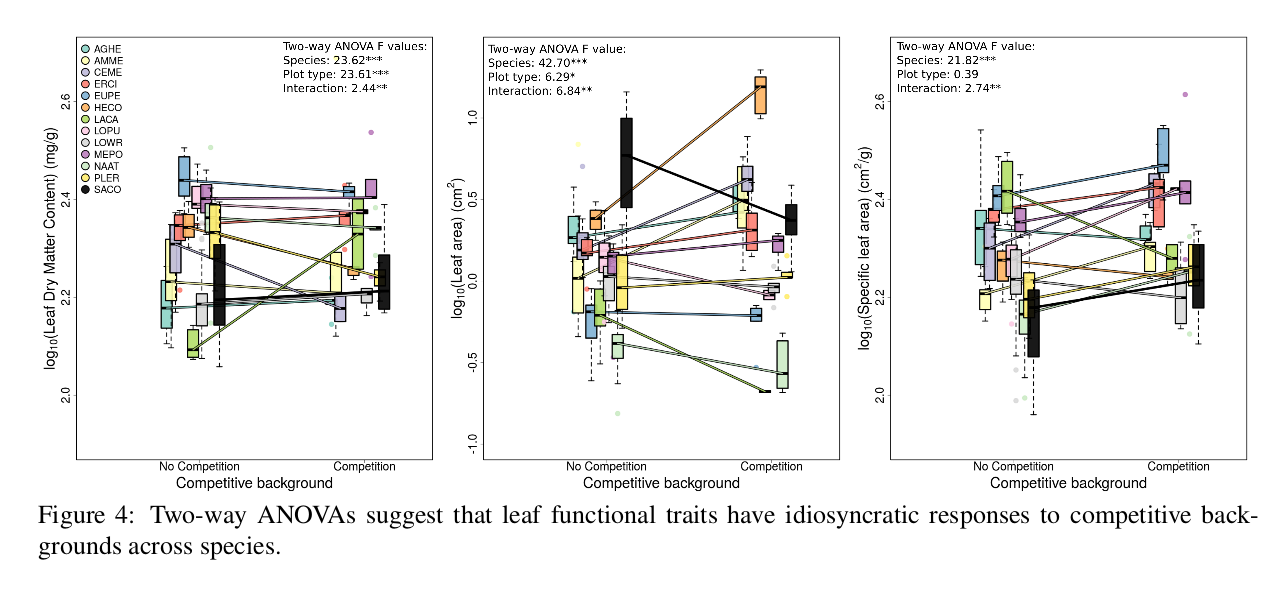 AGHE
AMME
CEME
ERCI
EUPE
HECO
LACA
LOPU
LOWR
MEPO
NAAT
PLER
SACO
Two-way ANOVA F values:
Species: 23.62***
Plot type: 23.61***
Interaction: 2.44**
log10(Leaf Dry Matter Content) (mg/g)
2.6
2.4
2.2
2.0
No Competition
Competition
Competitive background
Two-way ANOVA F value:
Species: 42.70***
Plot type: 6.29*
Interaction: 6.84**
log10(Leaf area) (cm2)
1.0
0.5
0.0
-0.5
-1.0
No Competition
Competition
Competitive background
Two-way ANOVA F value:
Species: 21.82***
Plot type: 0.39
Interaction: 2.74**
log10(Specific leaf area) (cm2/g)
2.6
2.4
2.2
2.0
No Competition
Competition
Competitive background
Figure 4: Two-way ANOVAs suggest that leaf functional traits have idiosyncratic responses to competitive back-
grounds across species.